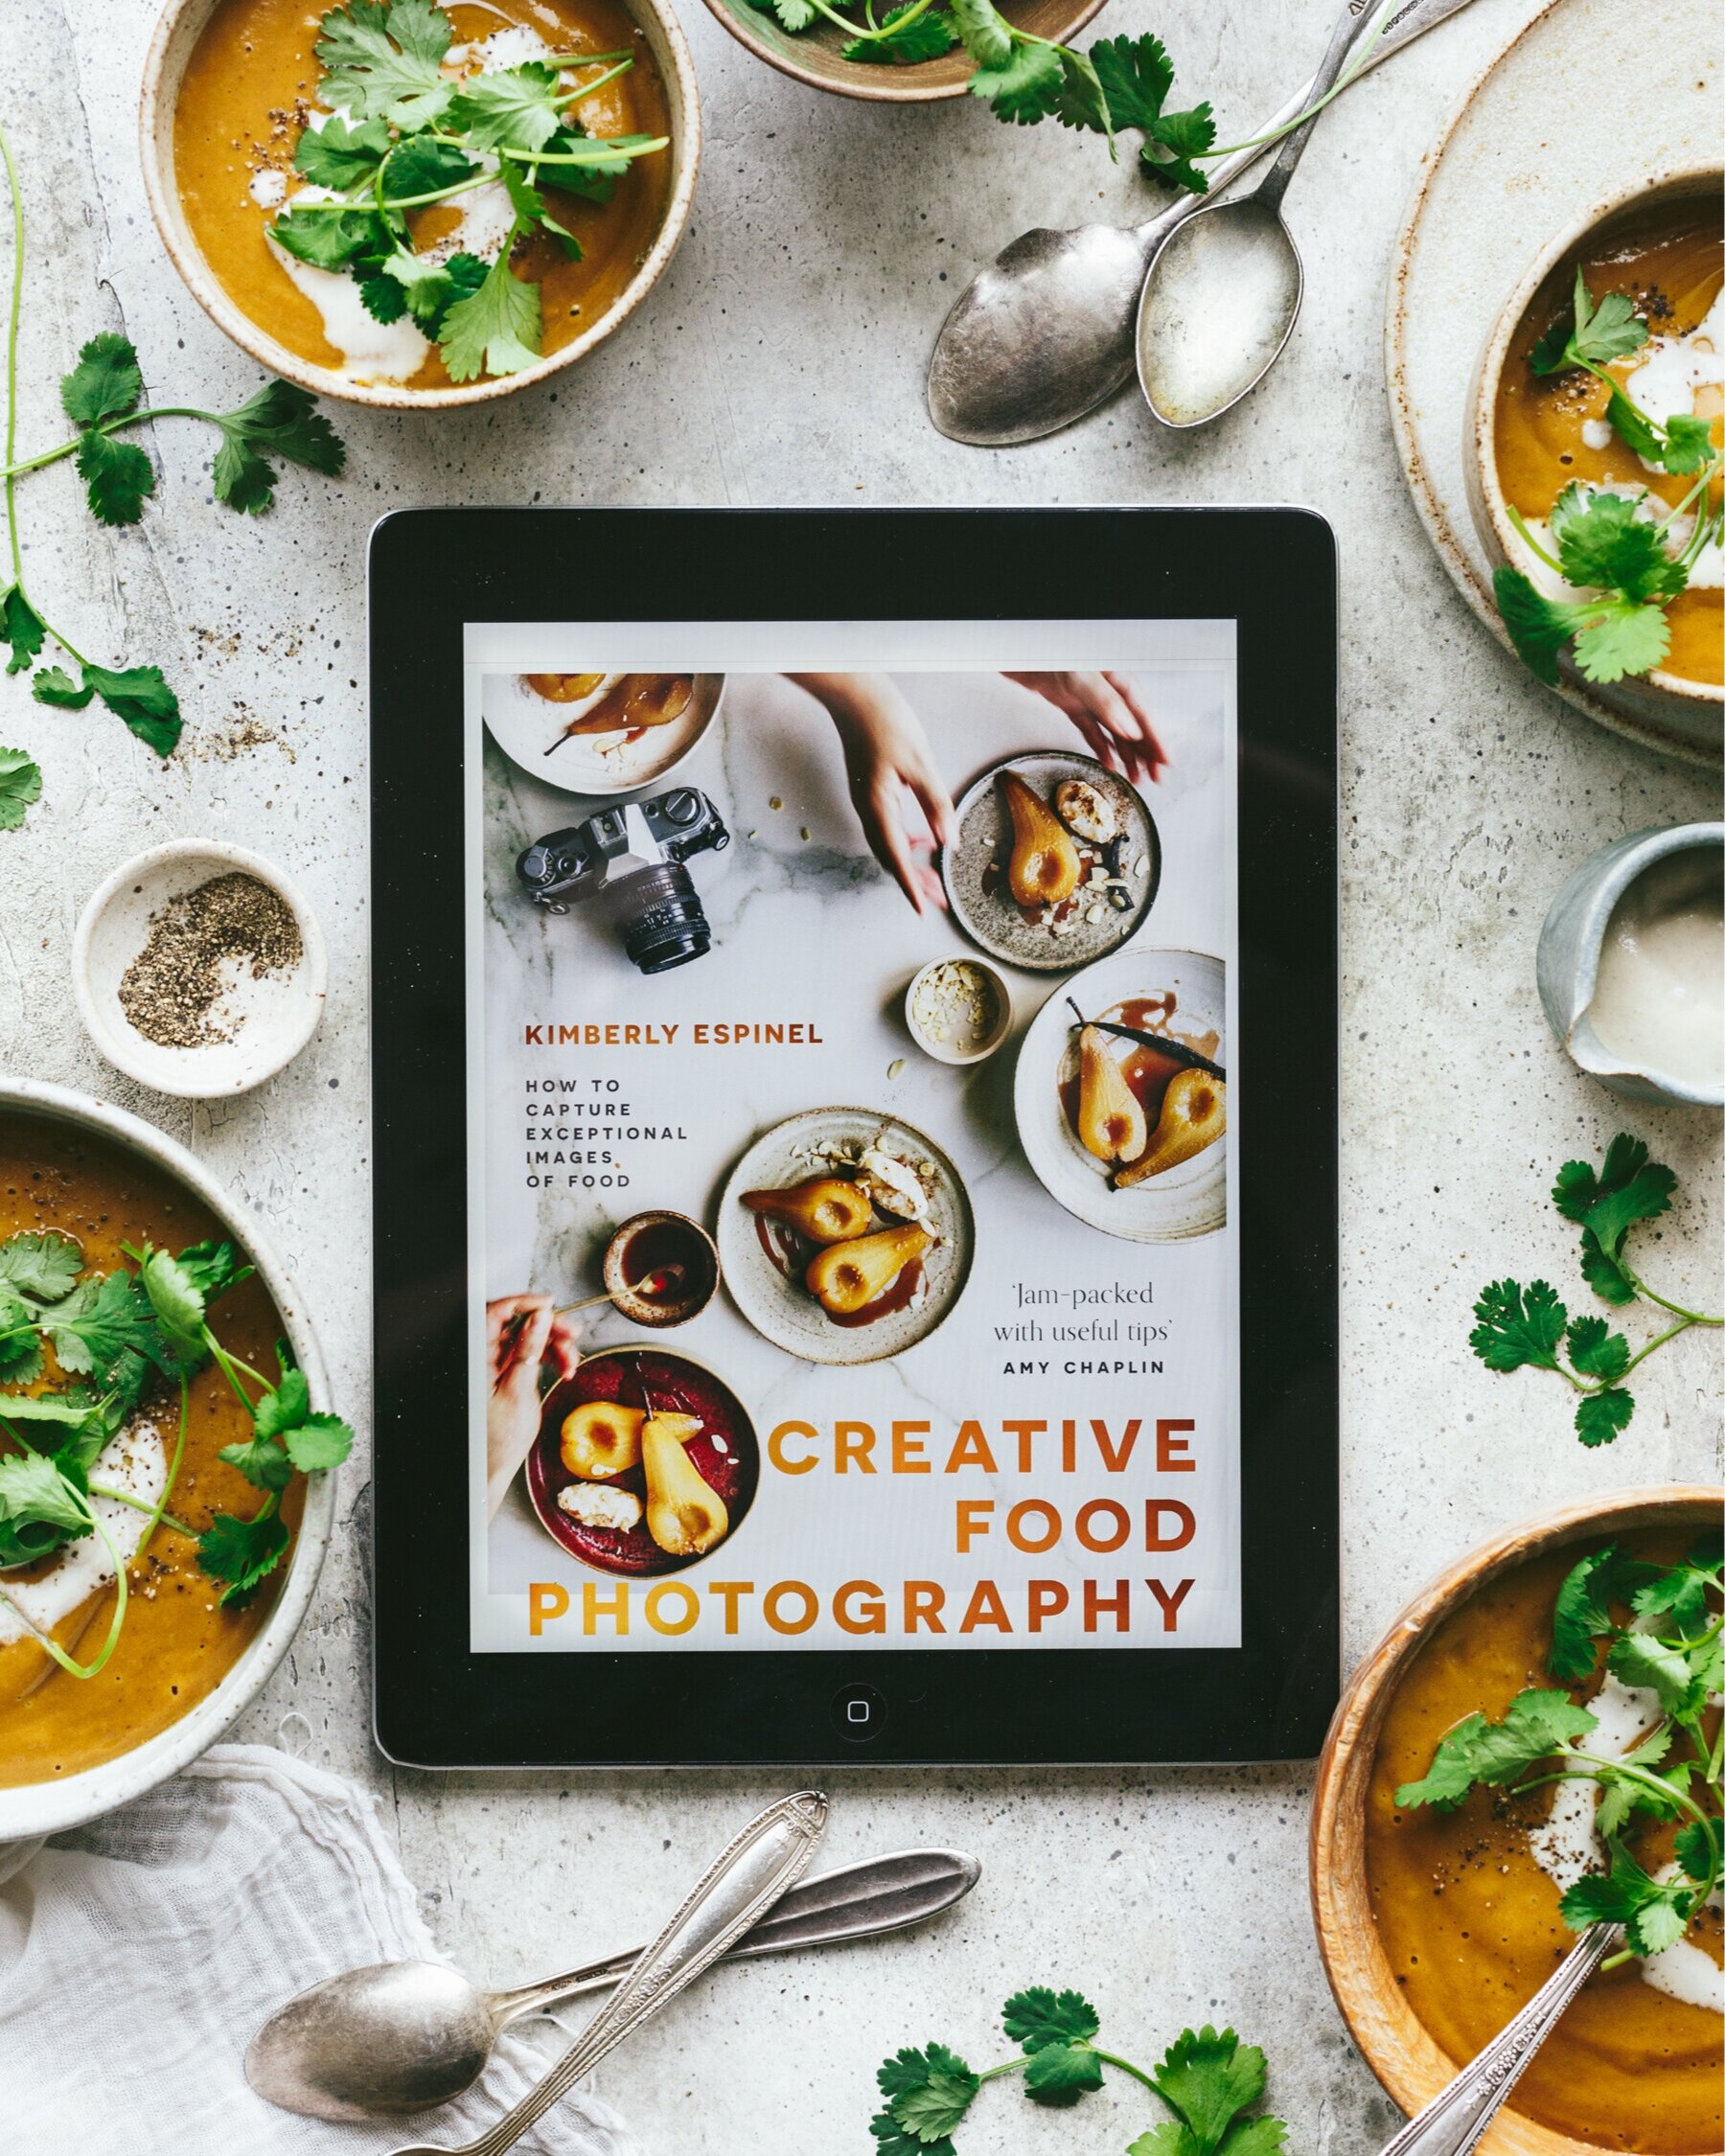 KIMBERLY ESPINEL
HOW TO
CAPTURE
EXCEPTIONAL
IMAGES
OF FOOD
‘Jam-packed
with useful tips’
AMY CHAPLIN
CREATIVE
FOOD
PHOTOGRAPHY